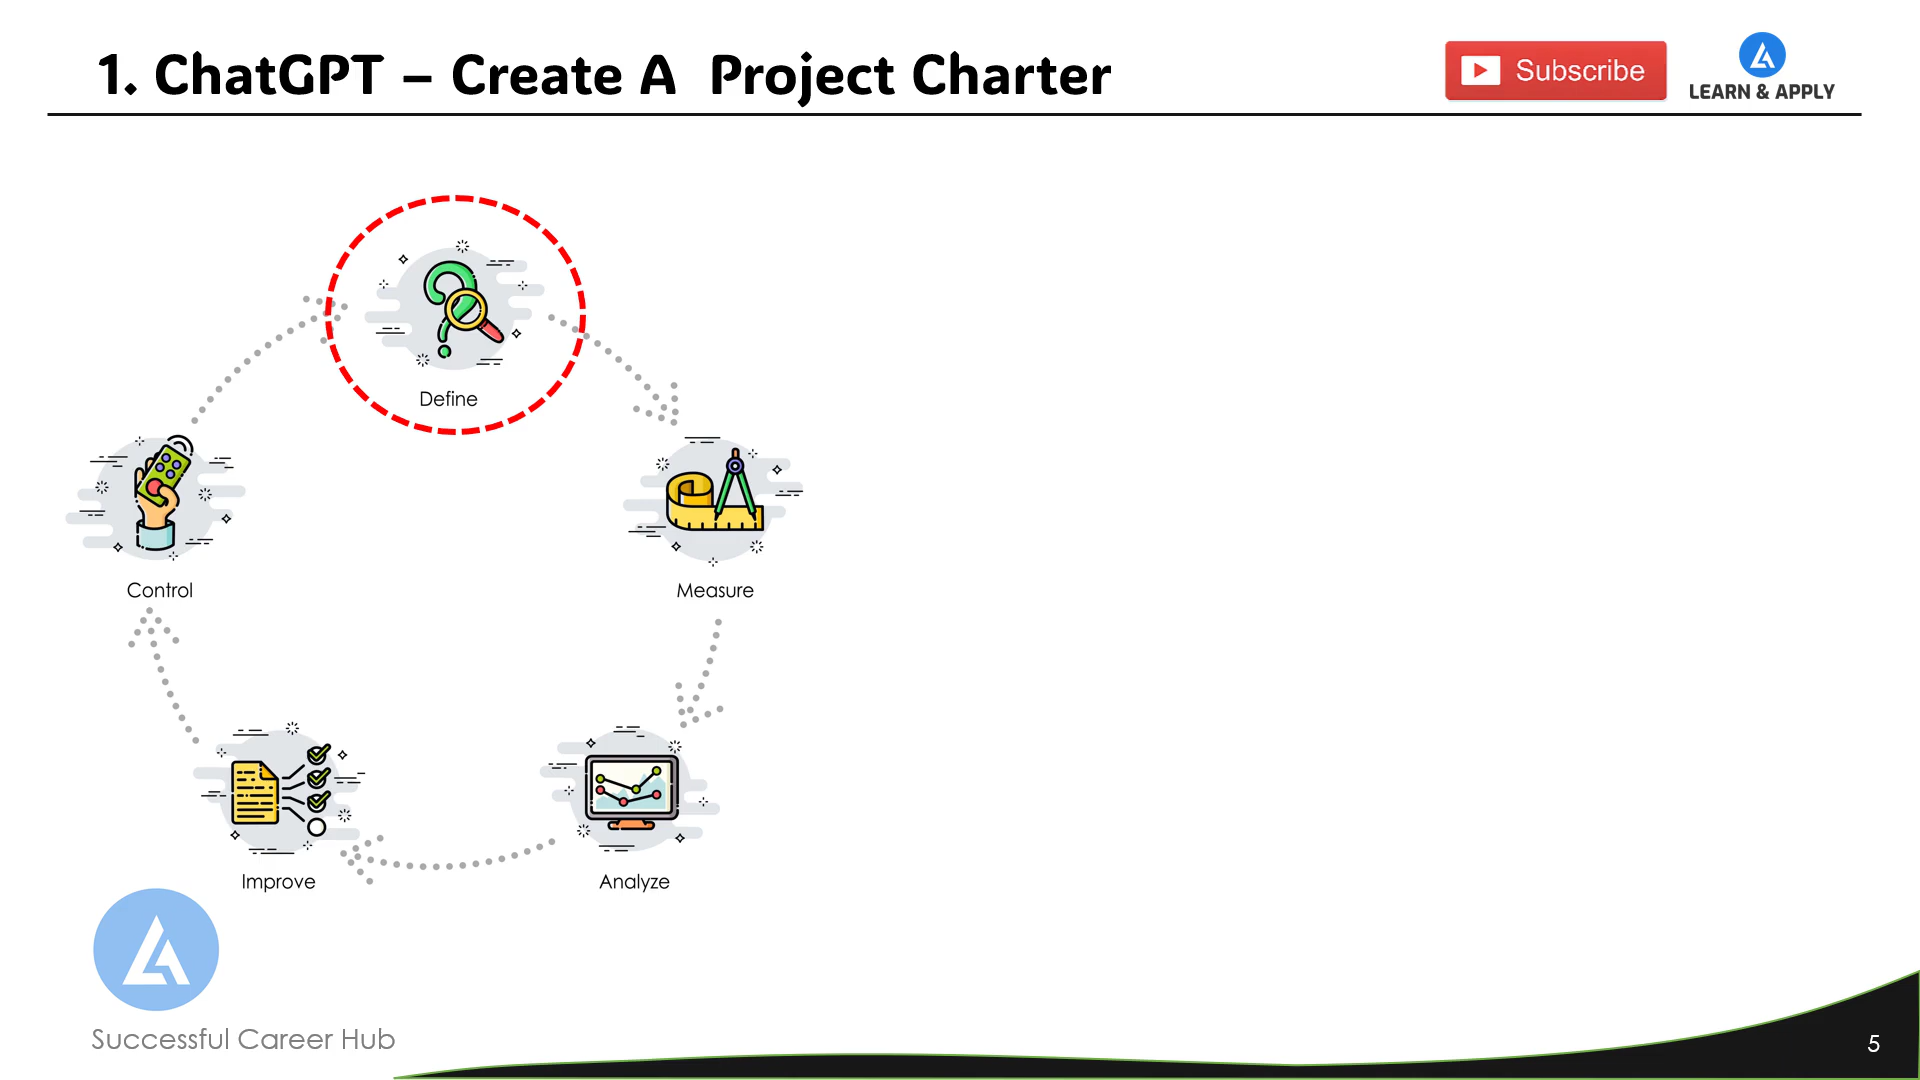 1. ChatGPT – Create A Project Charter
Subscribe
LEARN & APPLY
Define
Control
Measure
Improve
Analyze
Successful Career Hub
5